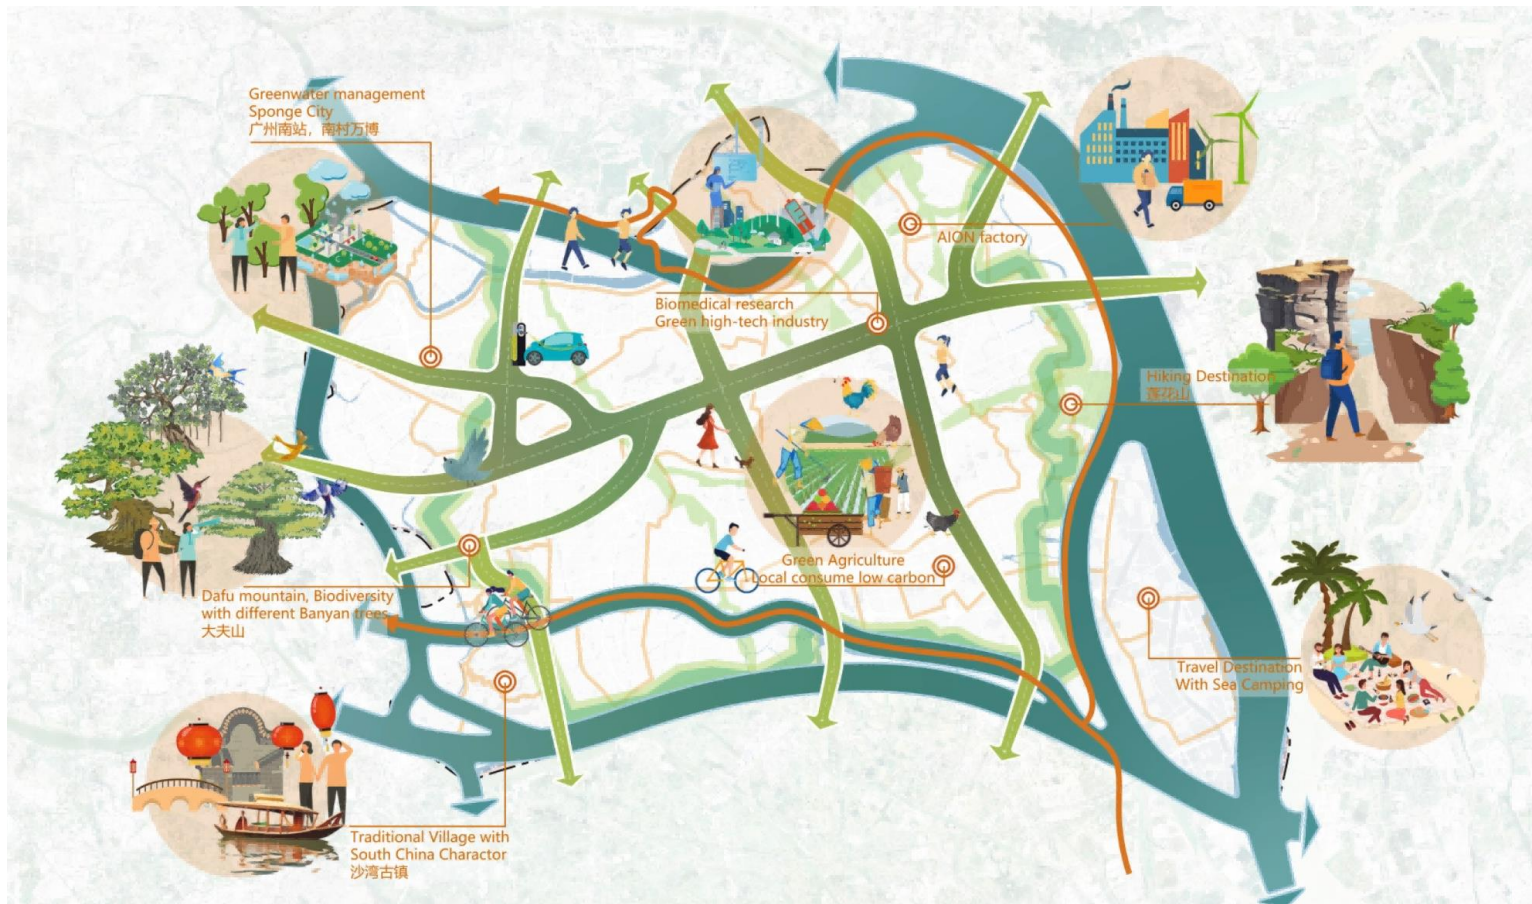 Greenwater management
Sponge City
广州南站，南村万博
AION factory
Biomedical research
Green high-tech industry
Hiking Destination
莲花山
Green Agriculture
Local consume low carbon
Dafu mountain, Biodiversity
with different Banyan trees
大夫山
Travel Destination
With Sea Camping
Traditional Village with
South China Charactor
沙湾古镇